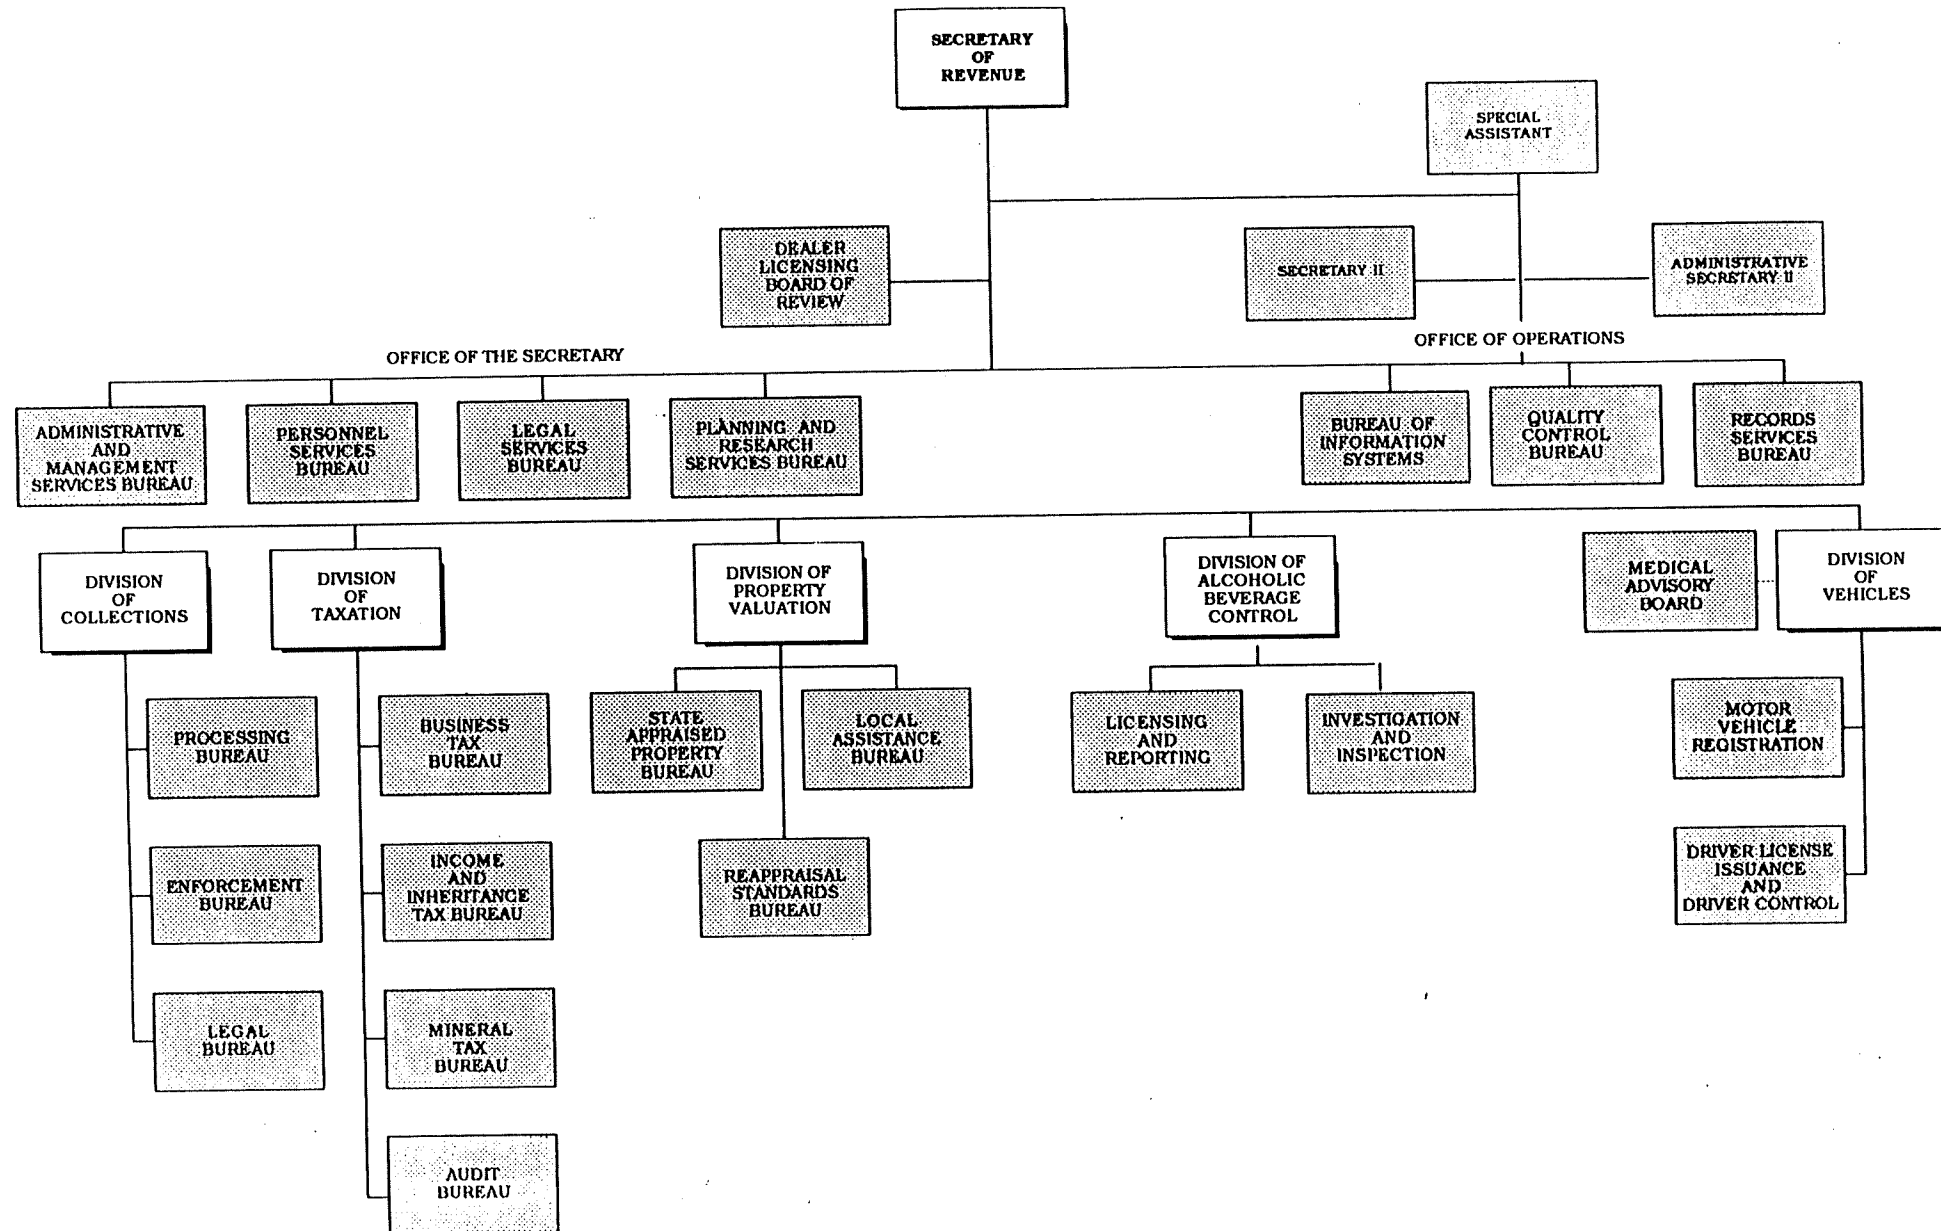 SECRETARY
OF
REVENUE
SPECIAL
ASSISTANT
DEALER
LICENSING
BOARD OF
REVIEW
SECRETARY II
ADMINISTRATIVE
SECRETARY II
OFFICE OF THE SECRETARY
OFFICE OF OPERATIONS
ADMINISTRATIVE
AND
MANAGEMENT
SERVICES BUREAU
PERSONNEL
SERVICES
BUREAU
LEGAL
SERVICES
BUREAU
PLANNING AND
RESEARCH
SERVICES BUREAU
BUREAU OF
INFORMATION
SYSTEMS
QUALITY
CONTROL
BUREAU
RECORDS
SERVICES
BUREAU
DIVISION
OF
COLLECTIONS
DIVISION
OF
TAXATION
DIVISION OF
PROPERTY
VALUATION
DIVISION OF
ALCOHOLIC
BEVERAGE
CONTROL
MEDICAL
ADVISORY
BOARD
DIVISION
OF
VEHICLES
PROCESSING
BUREAU
BUSINESS
TAX
BUREAU
STATE
APPRAISED
PROPERTY
BUREAU
LOCAL
ASSISTANCE
BUREAU
LICENSING
AND
REPORTING
INVESTIGATION
AND
INSPECTION
MOTOR
VEHICLE
REGISTRATION
ENFORCEMENT
BUREAU
INCOME
AND
INHERITANCE
TAX BUREAU
REAPPRAISAL
STANDARDS
BUREAU
DRIVER LICENSE
ISSUANCE
AND
DRIVER CONTROL
LEGAL
BUREAU
MINERAL
TAX
BUREAU
AUDIT
BUREAU